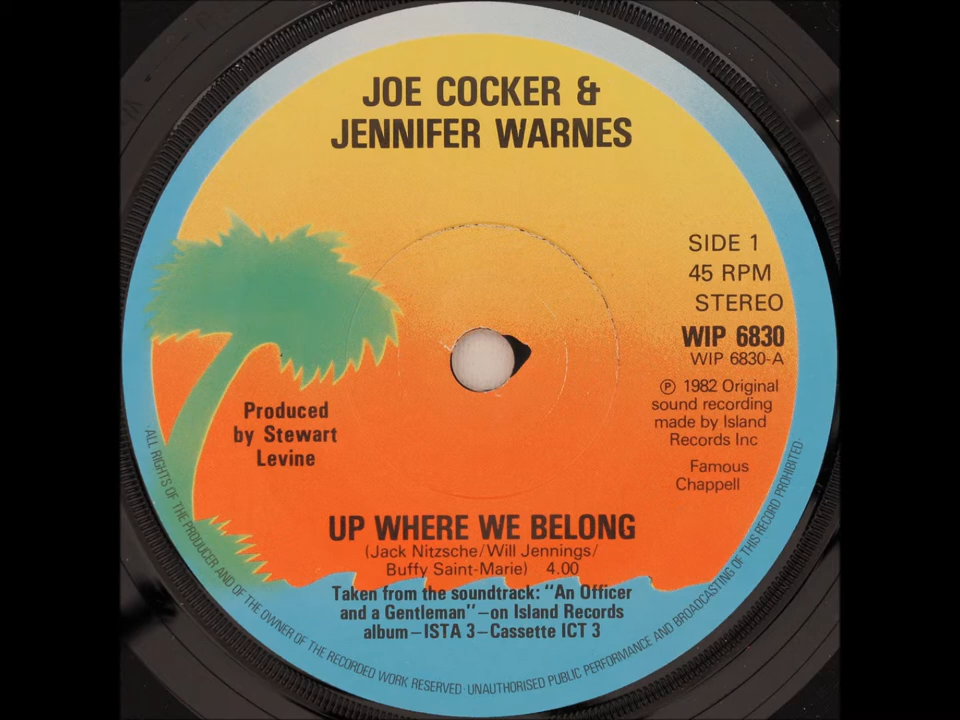 JOE COCKER &
JENNIFER WARNES
SIDE 1
45 RPM
STEREO
WIP 6830
WIP 6830-A
℗ 1982 Original
sound recording
made by Island
Records Inc
Famous
Chappell
Produced
by Stewart
Levine
UP WHERE WE BELONG
(Jack Nitzsche/Will Jennings/
Buffy Saint-Marie) 4.00
Taken from the soundtrack: "An Officer
and a Gentleman"–on Island Records
album–ISTA 3–Cassette ICT 3
·ALL RIGHTS OF THE PRODUCER AND OF THE OWNER OF THE RECORDED WORK RESERVED·UNAUTHORISED PUBLIC PERFORMANCE AND BROADCASTING OF THIS RECORD PROHIBITED·